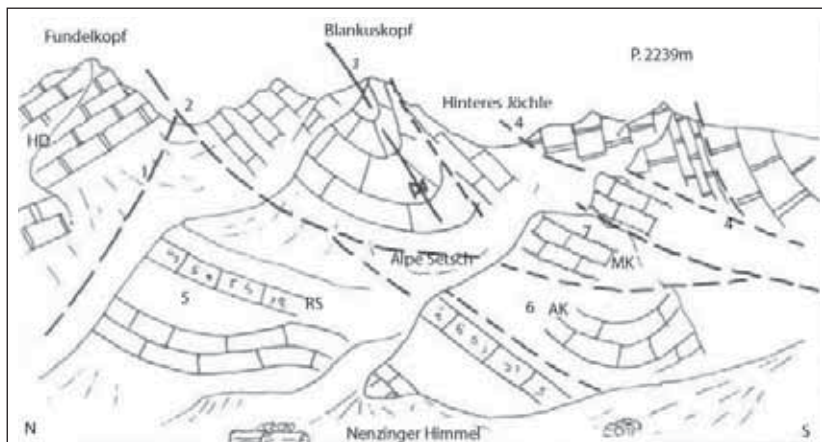 Fundelkopf
Blankuskopf
P. 2239m
3
2
Hinteres Jöchle
4
HD
1
4
Alpe Setsch
7
MK
5
RS
6 AK
N
Nenzinger Himmel
S